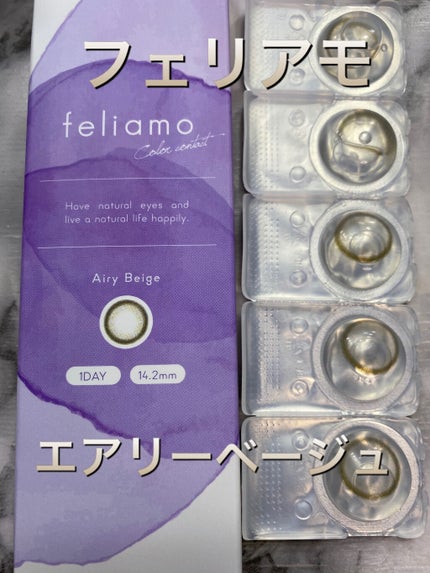 フェリアモ
feliamo
Color contact
Have natural eyes and
live a natural life happily.
Airy Beige
1DAY 14.2mm
エアリーベージュ